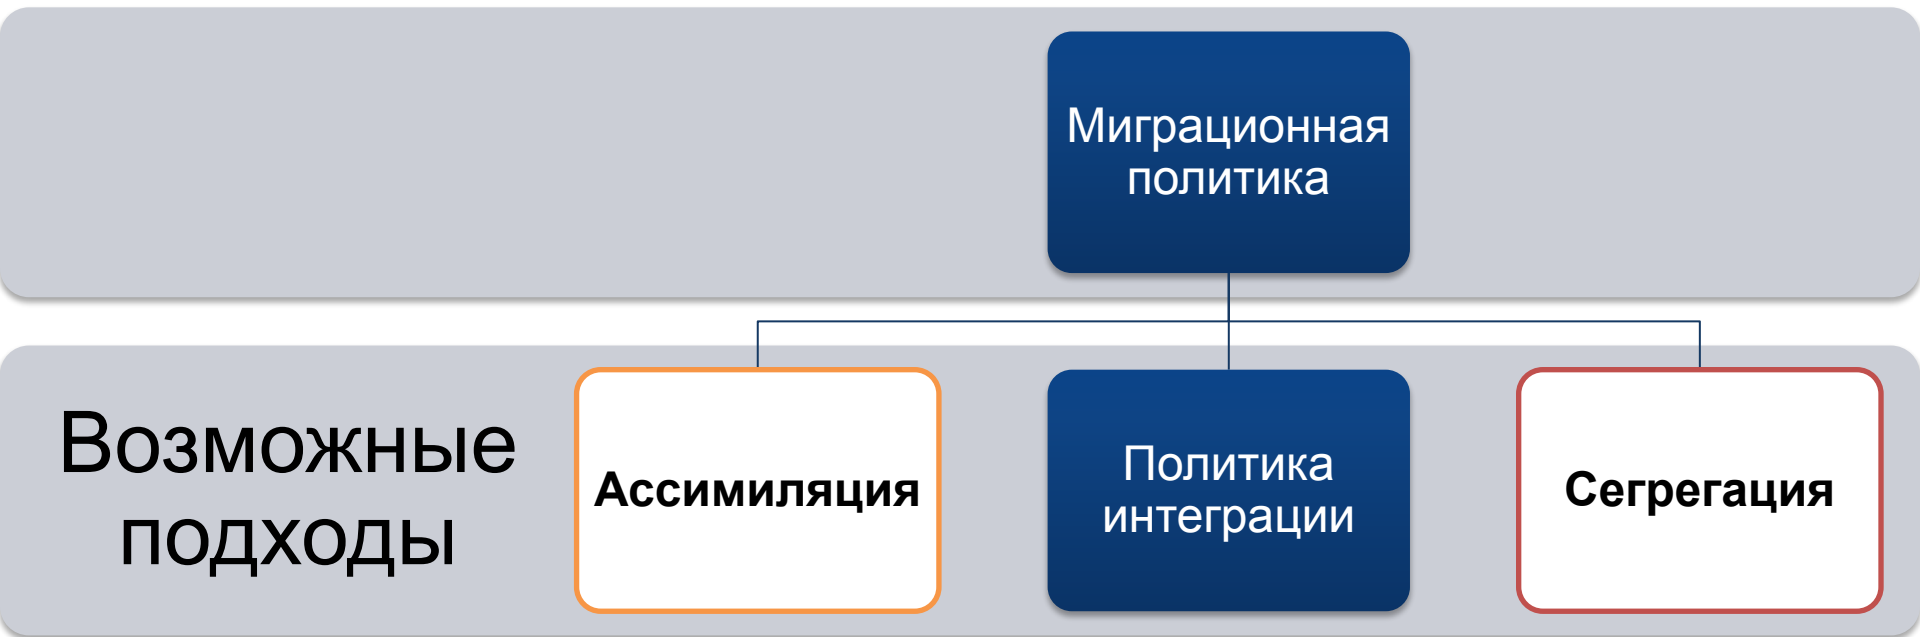 Миграционная
политика
Возможные
подходы
Ассимиляция
Политика
интеграции
Сегрегация